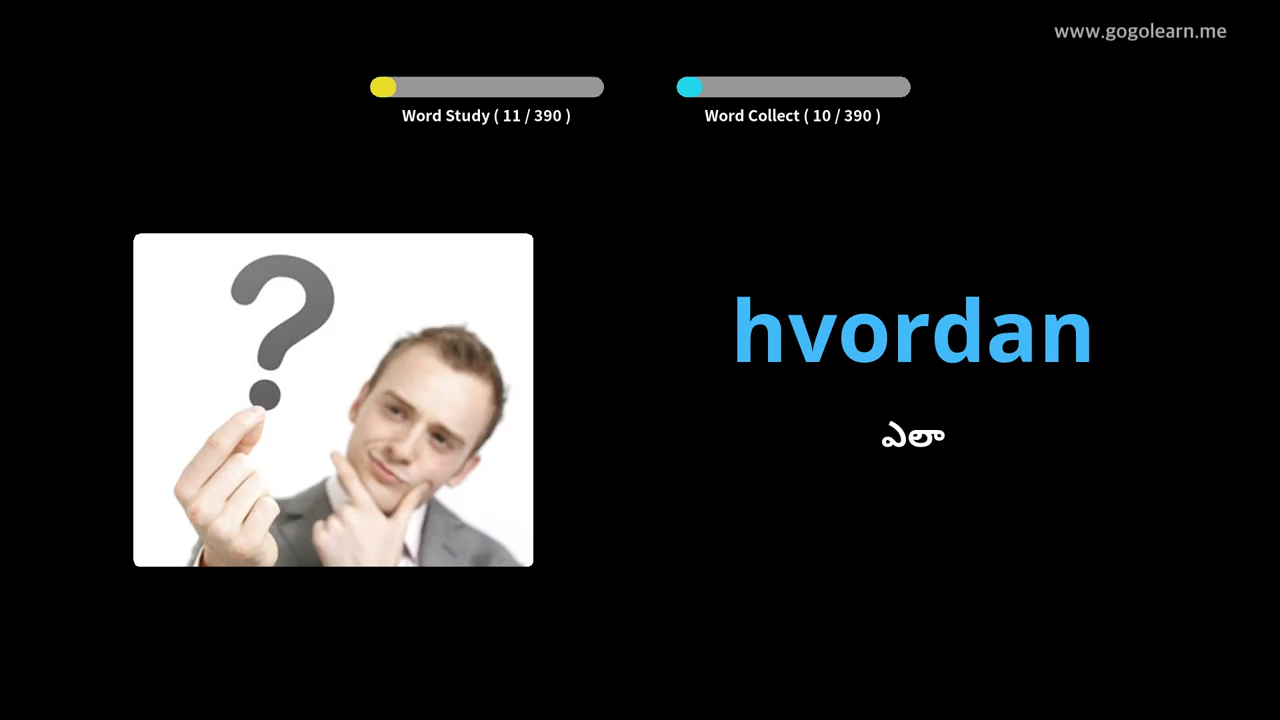 www.gogolearn.me
Word Study ( 11 / 390 )
Word Collect ( 10 / 390 )
?
hvordan
ఎలా